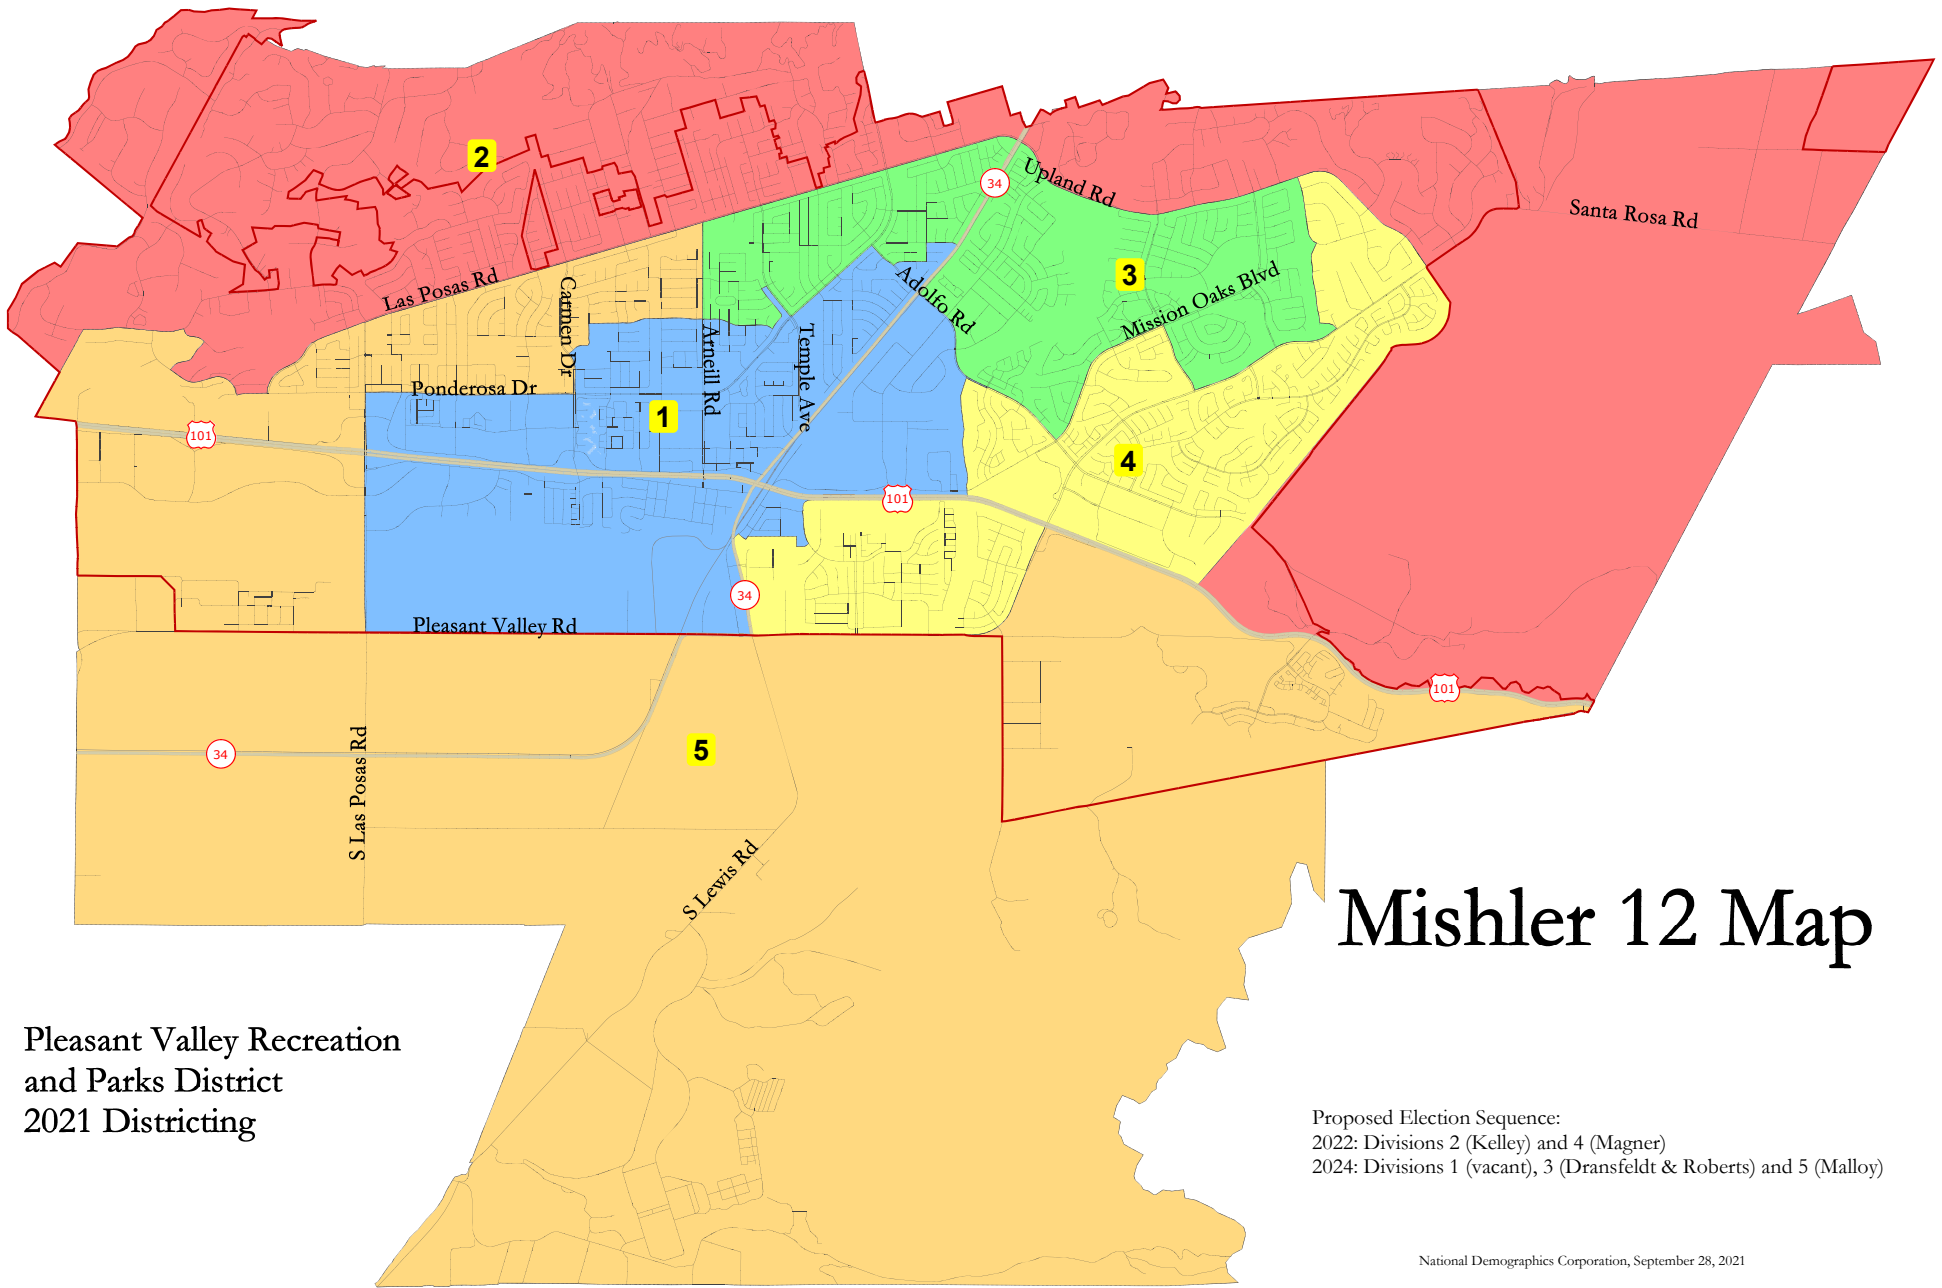 2
34
Upland Rd
Santa Rosa Rd
3
Las Posas Rd
Carmen Dr
Adolfo Rd
Mission Oaks Blvd
Arneill Rd
Temple Ave
Ponderosa Dr
1
101
4
101
34
Pleasant Valley Rd
101
5
34
S Las Posas Rd
S Lewis Rd
Mishler 12 Map
Pleasant Valley Recreation
and Parks District
2021 Districting
Proposed Election Sequence:
2022: Divisions 2 (Kelley) and 4 (Magner)
2024: Divisions 1 (vacant), 3 (Dransfeldt & Roberts) and 5 (Malloy)
National Demographics Corporation, September 28, 2021